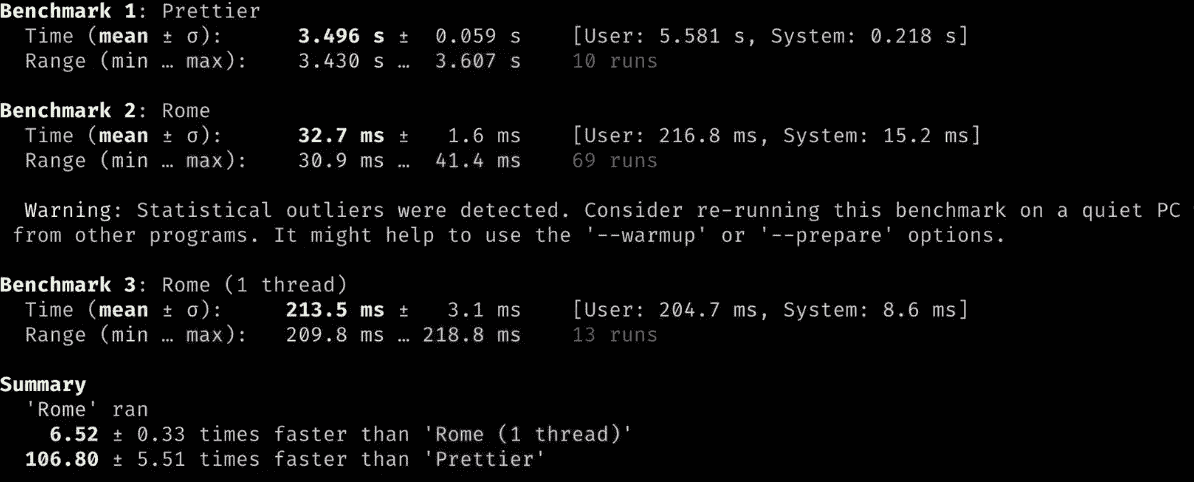 Benchmark 1: Prettier
Time (mean ± σ): 3.496 s ± 0.059 s [User: 5.581 s, System: 0.218 s]
Range (min … max): 3.430 s … 3.607 s 10 runs
Benchmark 2: Rome
Time (mean ± σ): 32.7 ms ± 1.6 ms [User: 216.8 ms, System: 15.2 ms]
Range (min … max): 30.9 ms … 41.4 ms 69 runs
Warning: Statistical outliers were detected. Consider re-running this benchmark on a quiet PC
from other programs. It might help to use the '--warmup' or '--prepare' options.
Benchmark 3: Rome (1 thread)
Time (mean ± σ): 213.5 ms ± 3.1 ms [User: 204.7 ms, System: 8.6 ms]
Range (min … max): 209.8 ms … 218.8 ms 13 runs
Summary
'Rome' ran
6.52 ± 0.33 times faster than 'Rome (1 thread)'
106.80 ± 5.51 times faster than 'Prettier'